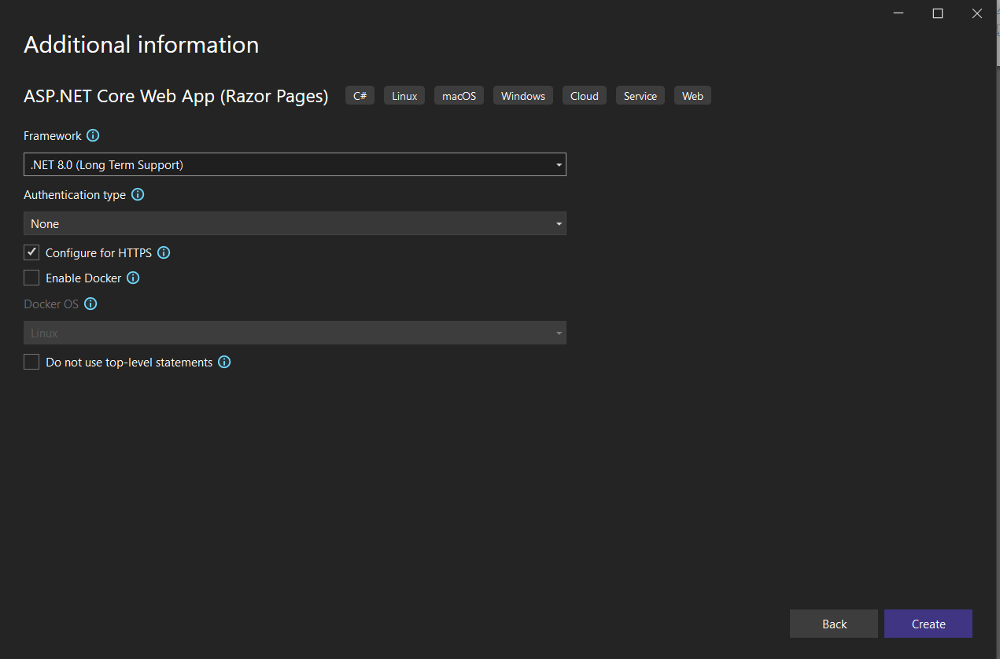 Additional information
ASP.NET Core Web App (Razor Pages) C# Linux macOS Windows Cloud Service Web
Framework
.NET 8.0 (Long Term Support)
Authentication type
None
Configure for HTTPS
Enable Docker
Docker OS
Linux
Do not use top-level statements
Back Create